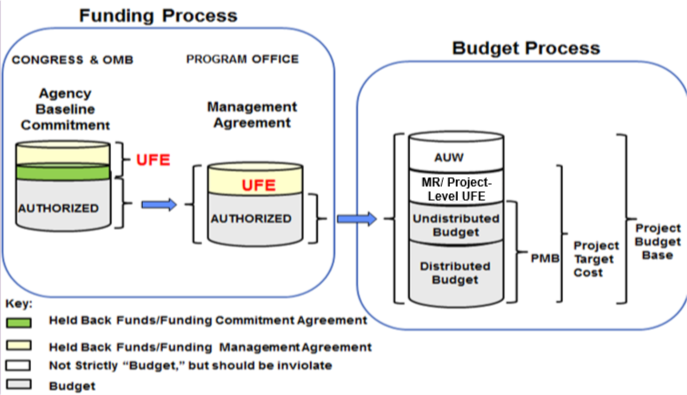 Funding Process
CONGRESS & OMB
PROGRAM OFFICE
Agency
Baseline
Commitment
UFE
AUTHORIZED
Management
Agreement
UFE
AUTHORIZED
Budget Process
AUW
MR/ Project-
Level UFE
Undistributed
Budget
Distributed
Budget
PMB
Project
Target
Cost
Project
Budget
Base
Key:
Held Back Funds/Funding Commitment Agreement
Held Back Funds/Funding Management Agreement
Not Strictly “Budget,” but should be inviolate
Budget